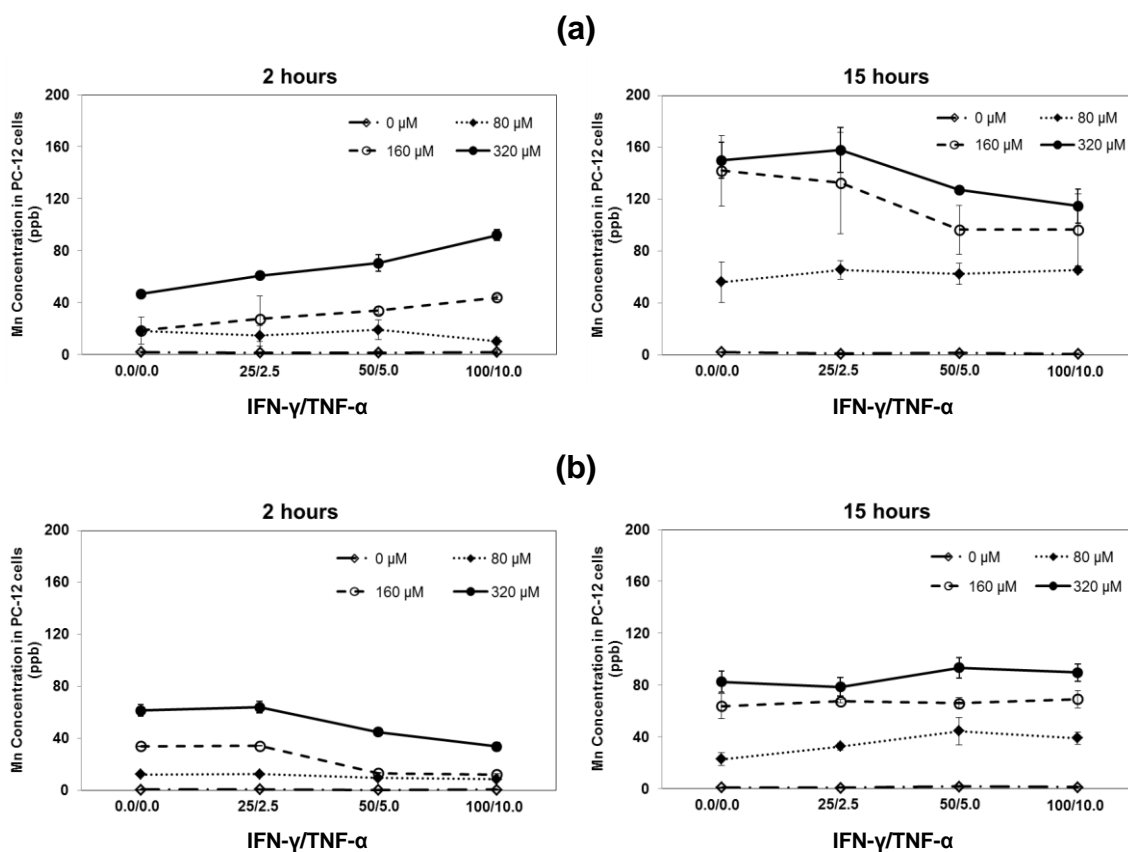 (a)
2 hours
Mn Concentration in PC-12 cells
(ppb)
200
160
120
80
40
0
0 µM
80 µM
160 µM
320 µM
0.0/0.0
25/2.5
50/5.0
100/10.0
IFN-γ/TNF-α
15 hours
Mn Concentration in PC-12 cells
(ppb)
200
160
120
80
40
0
0 µM
80 µM
160 µM
320 µM
0.0/0.0
25/2.5
50/5.0
100/10.0
IFN-γ/TNF-α
(b)
2 hours
Mn Concentration in PC-12 cells
(ppb)
200
160
120
80
40
0
0 µM
80 µM
160 µM
320 µM
0.0/0.0
25/2.5
50/5.0
100/10.0
IFN-γ/TNF-α
15 hours
Mn Concentration in PC-12 cells
(ppb)
200
160
120
80
40
0
0 µM
80 µM
160 µM
320 µM
0.0/0.0
25/2.5
50/5.0
100/10.0
IFN-γ/TNF-α